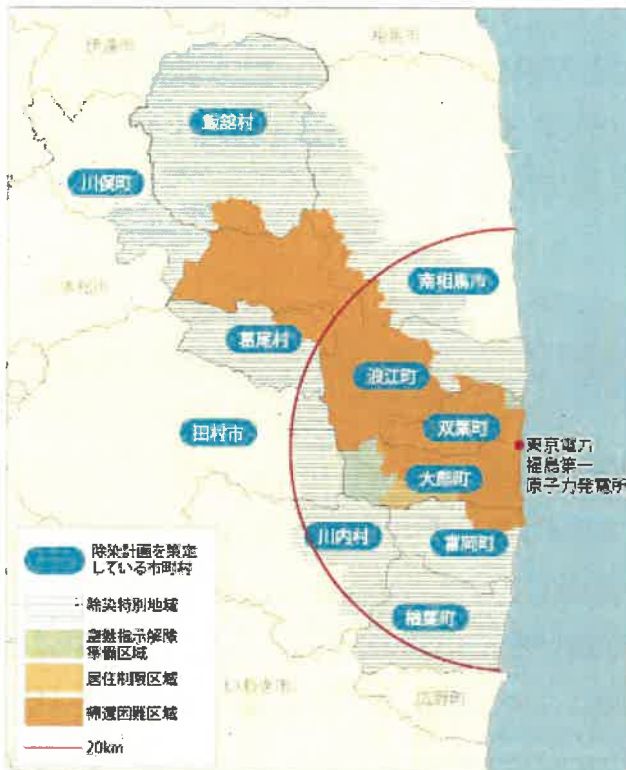 伊達市
相馬市
飯舘村
川俣町
南相馬市
葛尾村
浪江町
田村市
双葉町
東京電力
福島第一
原子力発電所
大熊町
川内村
富岡町
楢葉町
いわき市
広野町
除染計画を策定
している市町村
除染特別地域
避難指示解除
準備区域
居住制限区域
帰還困難区域
20km